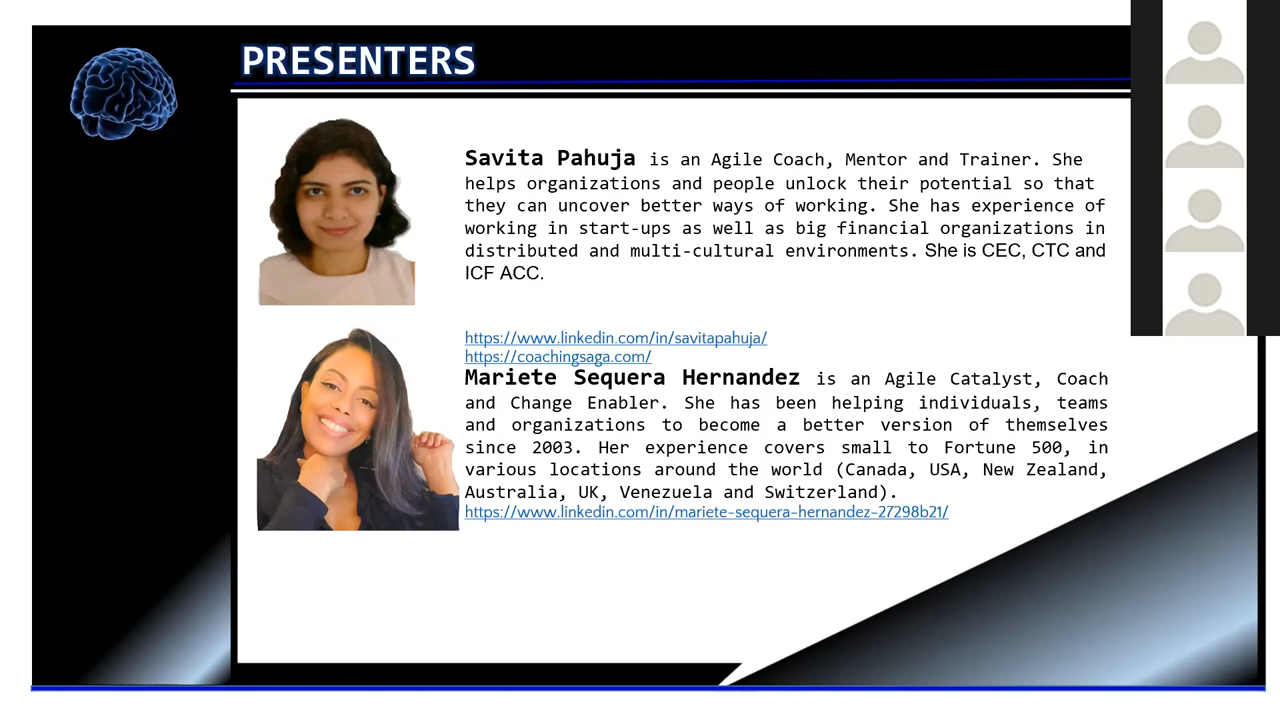 PRESENTERS
Savita Pahuja is an Agile Coach, Mentor and Trainer. She
helps organizations and people unlock their potential so that
they can uncover better ways of working. She has experience of
working in start-ups as well as big financial organizations in
distributed and multi-cultural environments. She is CEC, CTC and
ICF ACC.
https://www.linkedin.com/in/savitapahuja/
https://coachingsaga.com/
Mariete Sequera Hernandez is an Agile Catalyst, Coach
and Change Enabler. She has been helping individuals, teams
and organizations to become a better version of themselves
since 2003. Her experience covers small to Fortune 500, in
various locations around the world (Canada, USA, New Zealand,
Australia, UK, Venezuela and Switzerland).
https://www.linkedin.com/in/mariete-sequera-hernandez-27298b21/